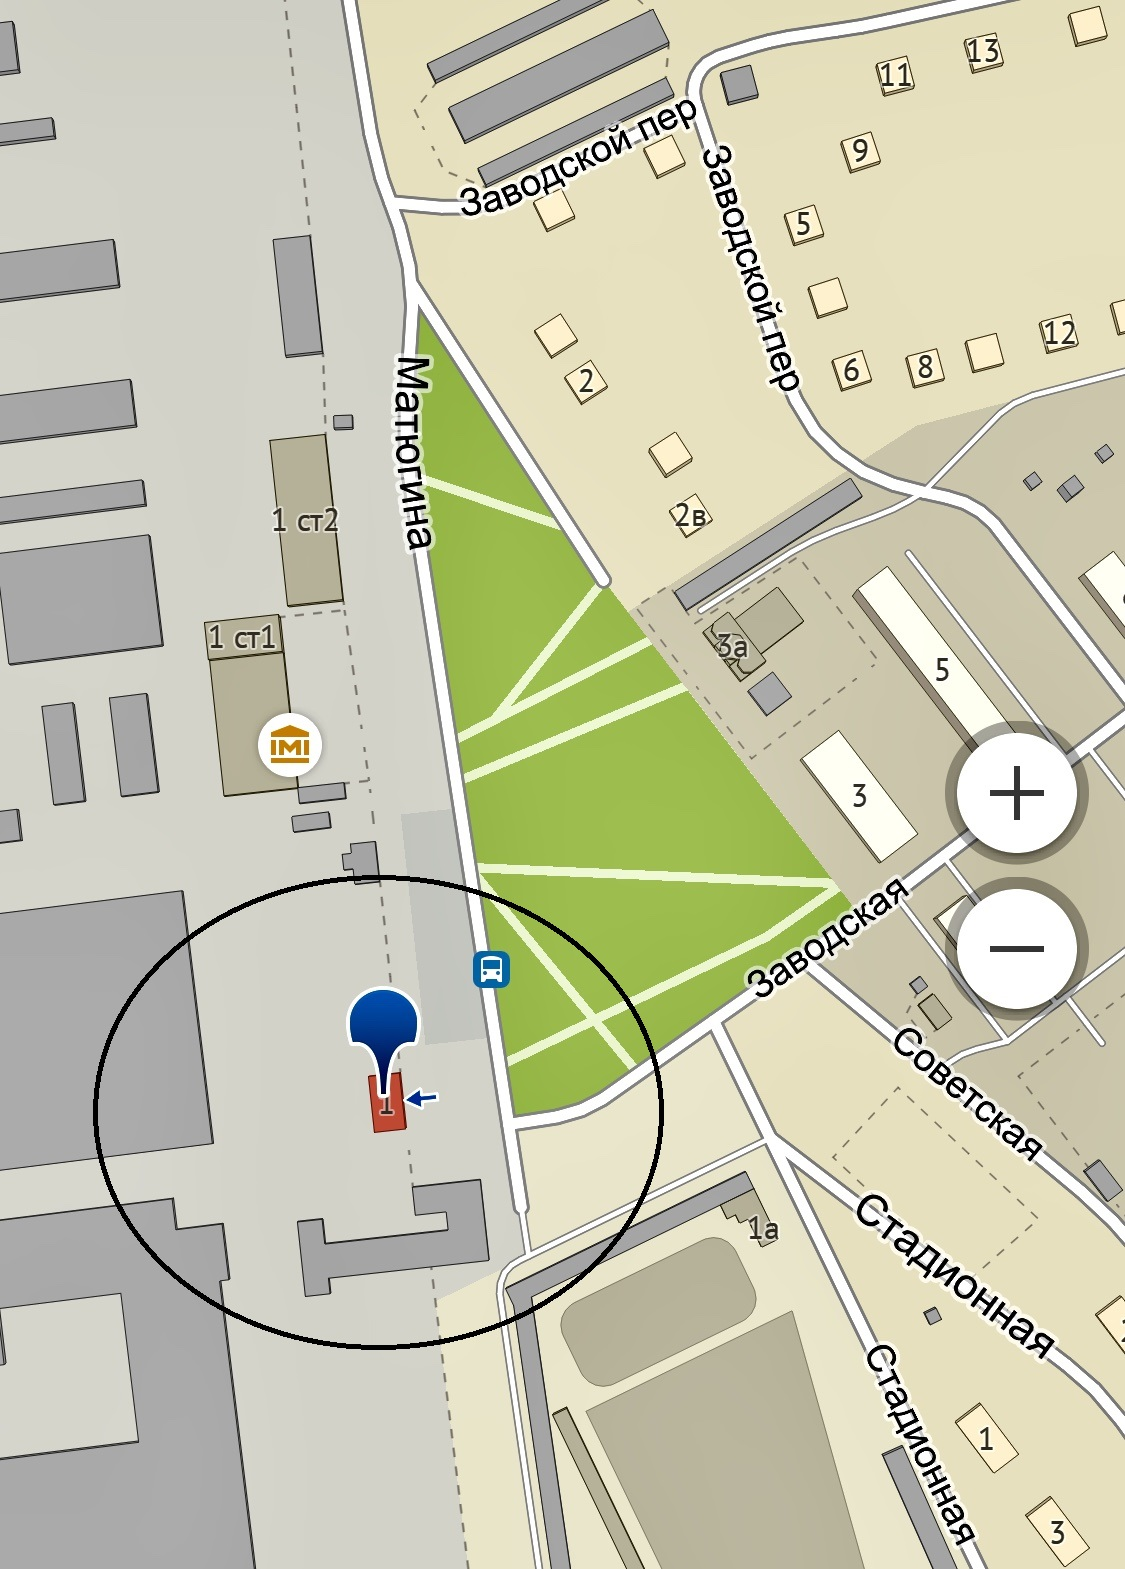 13
11
Заводской пер
9
Заводской пер
5
12
6
8
2
Матюгина
2в
1 ст2
1 ст1
3а
5
3
Заводская
Советская
1
1а
Стадионная
Стадионная
1
3